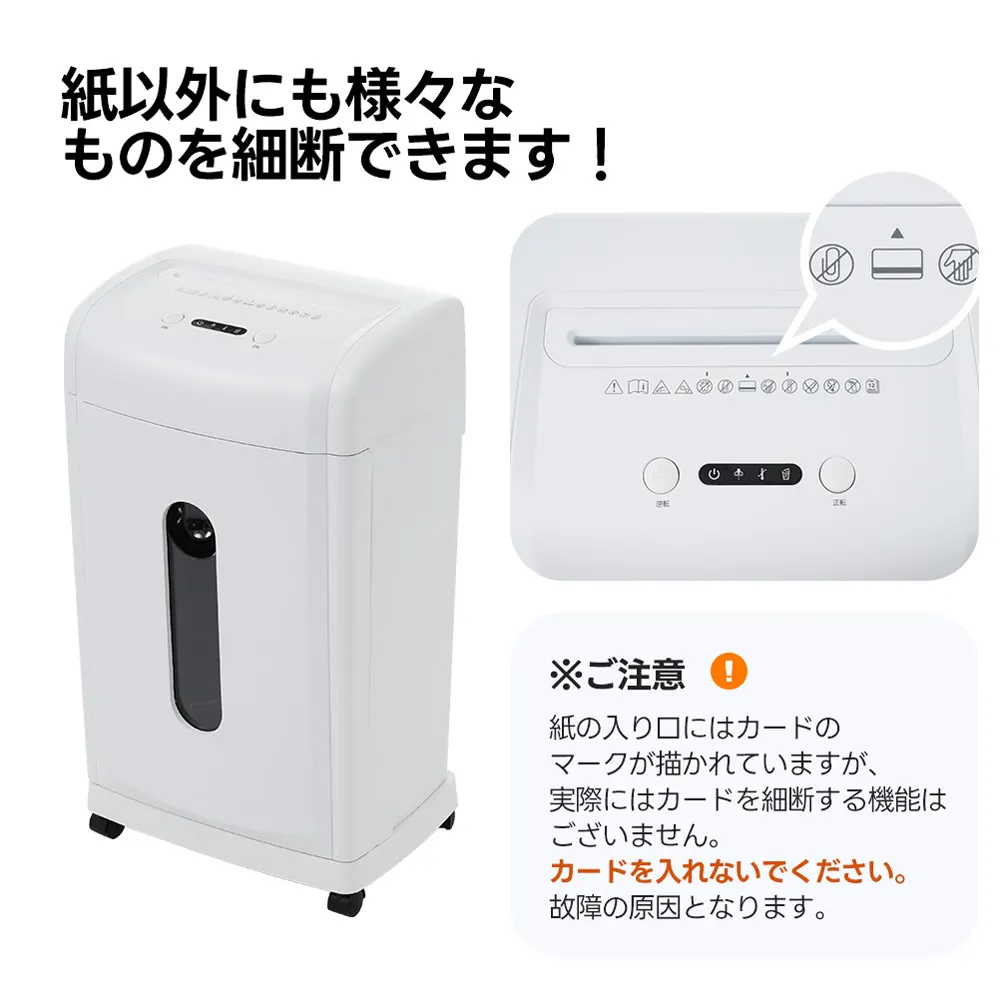 紙以外にも様々な
ものを細断できます！
逆転
正転
※ご注意
紙の入り口にはカードの
マークが描かれていますが、
実際にはカードを細断する機能は
ございません。
カードを入れないでください。
故障の原因となります。